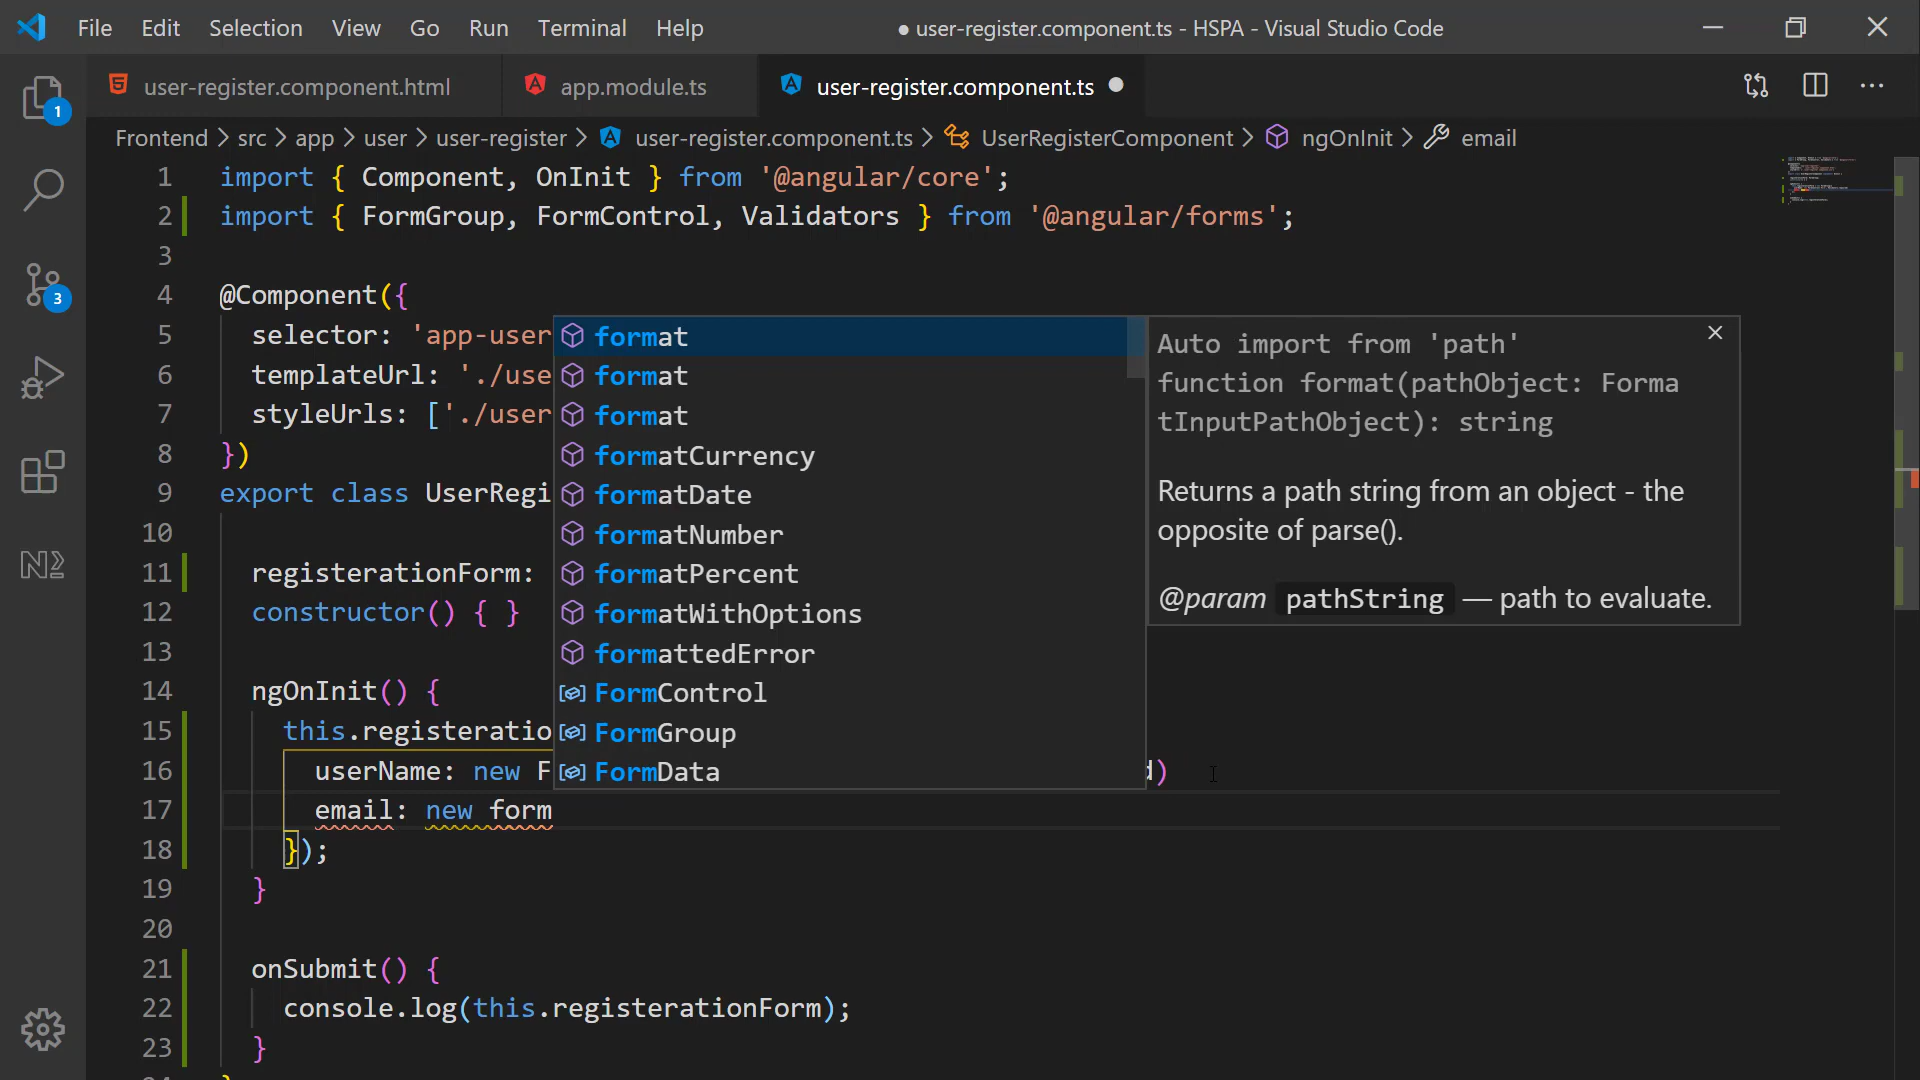 File Edit Selection View Go Run Terminal Help
● user-register.component.ts - HSPA - Visual Studio Code
user-register.component.html
app.module.ts
user-register.component.ts
Frontend > src > app > user > user-register > user-register.component.ts > UserRegisterComponent > ngOnInit > email
1
3
1 import { Component, OnInit } from '@angular/core';
2 import { FormGroup, FormControl, Validators } from '@angular/forms';
3
4 @Component({
5 selector: 'app-user
6 templateUrl: './use
7 styleUrls: ['./user
8 })
9 export class UserRegi
10
11 registerationForm:
12 constructor() { }
13
14 ngOnInit() {
15 this.registeratio
16 userName: new F
)
17 email: new form
18 });
19 }
20
21 onSubmit() {
22 console.log(this.registerationForm);
23 }
format
format
format
formatCurrency
formatDate
formatNumber
formatPercent
formatWithOptions
formattedError
FormControl
FormGroup
FormData
Auto import from 'path'
function format(pathObject: Forma
tInputPathObject): string
Returns a path string from an object - the
opposite of parse().
@param pathString — path to evaluate.